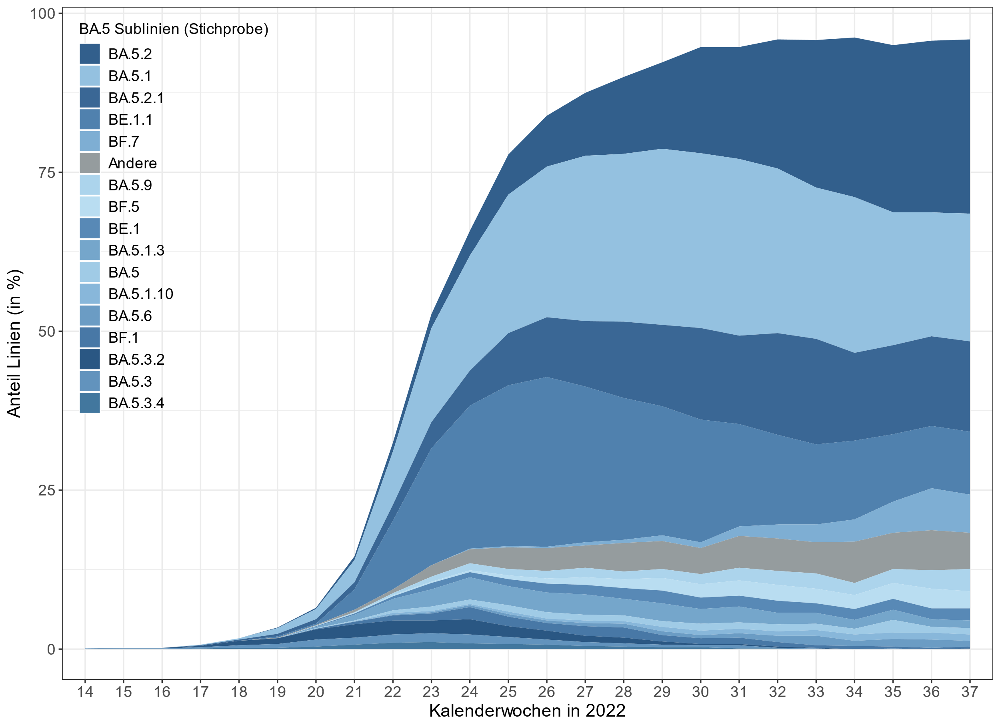 100
75
50
25
0
Anteil Linien (in %)
BA.5 Sublinien (Stichprobe)
BA.5.2
BA.5.1
BA.5.2.1
BE.1.1
BF.7
Andere
BA.5.9
BF.5
BE.1
BA.5.1.3
BA.5
BA.5.1.10
BA.5.6
BF.1
BA.5.3.2
BA.5.3
BA.5.3.4
14 15 16 17 18 19 20 21 22 23 24 25 26 27 28 29 30 31 32 33 34 35 36 37
Kalenderwochen in 2022